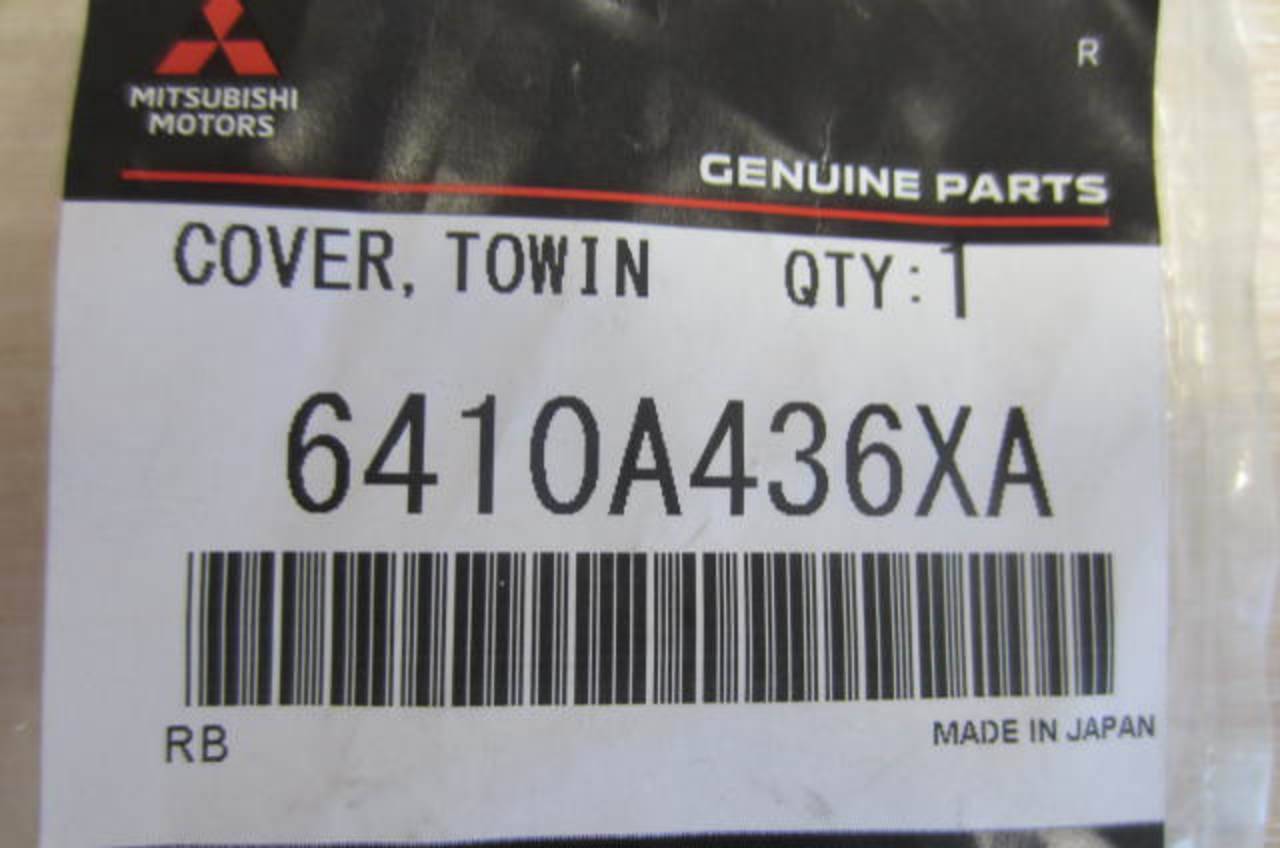 R
MITSUBISHI
MOTORS
GENUINE PARTS
COVER, TOWIN QTY:1
6410A436XA
RB
MADE IN JAPAN